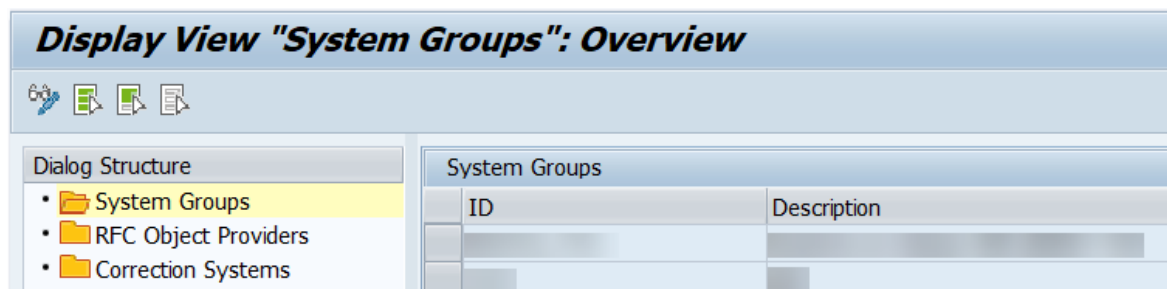 Display View "System Groups": Overview
Dialog Structure
System Groups
RFC Object Providers
Correction Systems
System Groups
ID Description